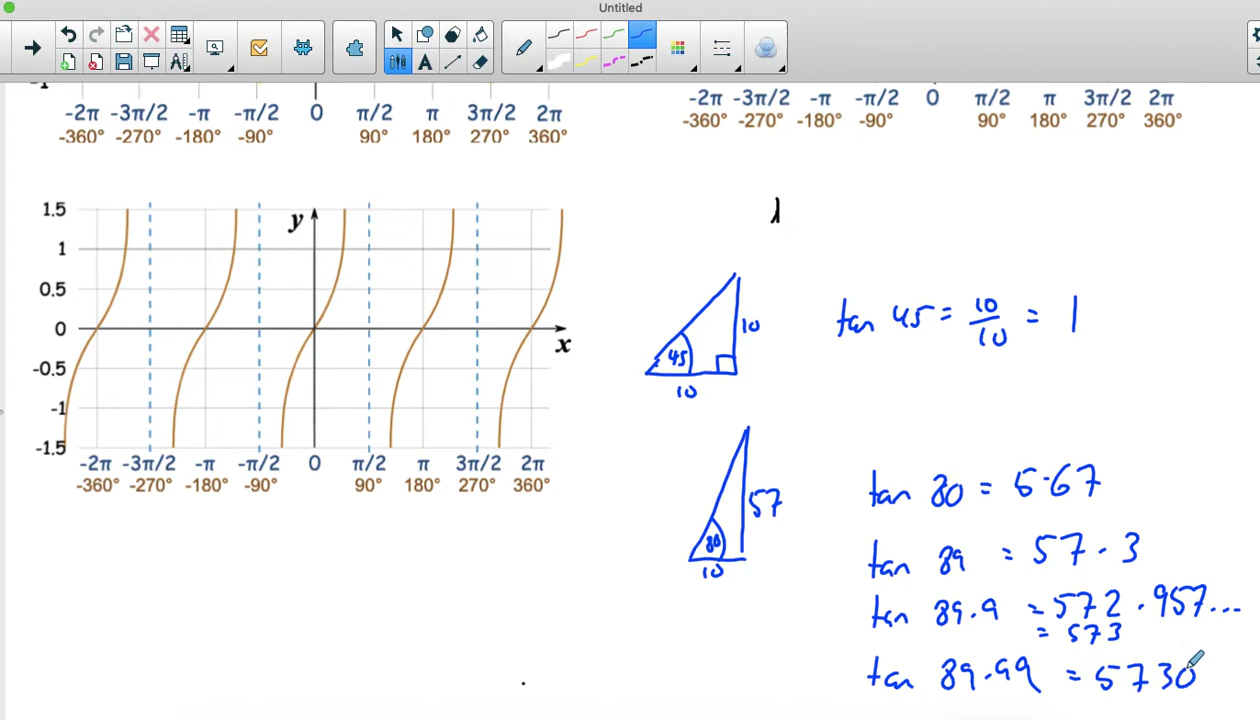 Untitled
-1
-2π -3π/2 -π -π/2 0 π/2 π 3π/2 2π
-360° -270° -180° -90° 90° 180° 270° 360°
-2π -3π/2 -π -π/2 0 π/2 π 3π/2 2π
-360° -270° -180° -90° 90° 180° 270° 360°
1.5
y
1
0.5
0
x
-0.5
-1
-1.5
-2π -3π/2 -π -π/2 0 π/2 π 3π/2 2π
-360° -270° -180° -90° 90° 180° 270° 360°
45
10
10
tan 45 = 10/10 = 1
80
57
10
tan 80 = 5.67
tan 89 = 57.3
tan 89.9 = 572.957...
= 573
tan 89.99 = 5730